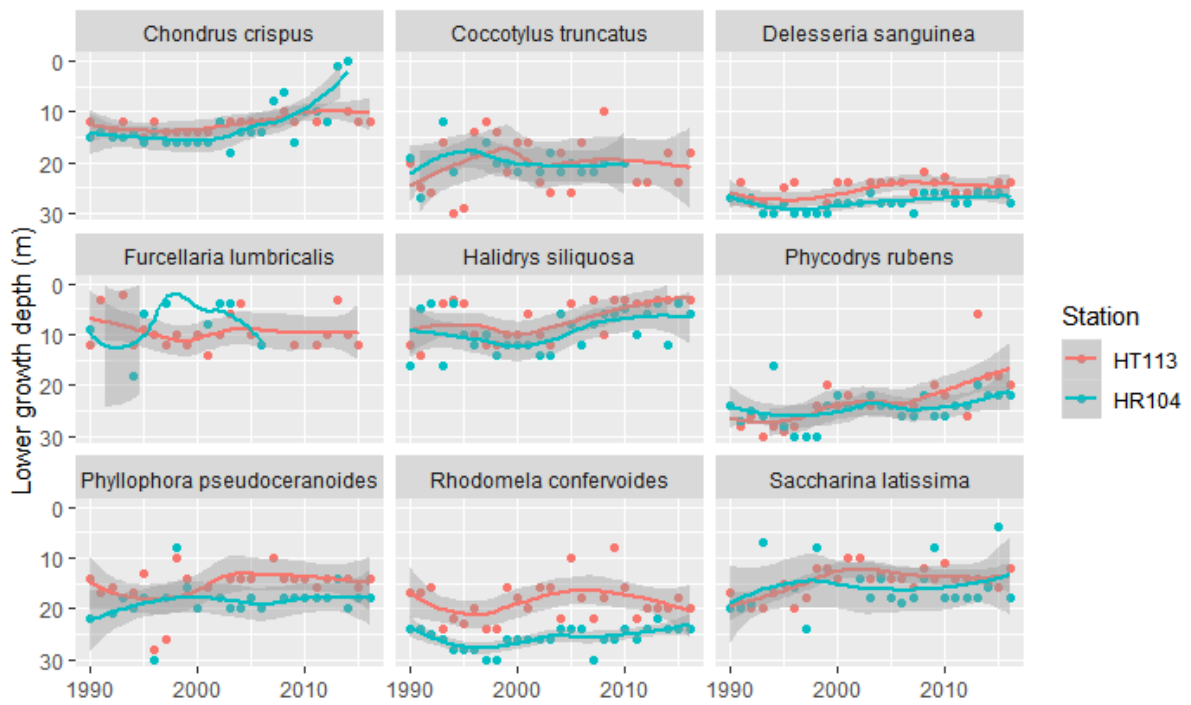 Chondrus crispus
Coccotylus truncatus
Delesseria sanguinea
0
10
20
30
Furcellaria lumbricalis
Halidrys siliquosa
Phycodrys rubens
0
10
20
30
Phyllophora pseudoceranoides
Rhodomela confervoides
Saccharina latissima
0
10
20
30
1990 2000 2010
1990 2000 2010
1990 2000 2010
Lower growth depth (m)
Station
HT113
HR104